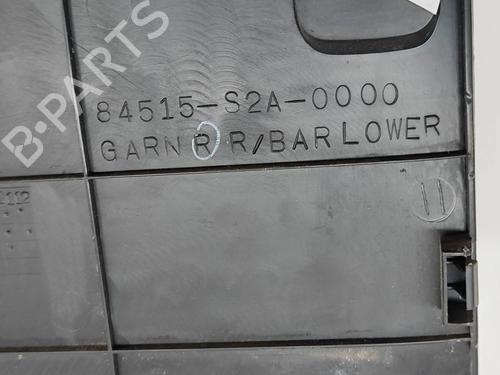 B-PARTS
84515-S2A-0000
GARN R R/BAR LOWER